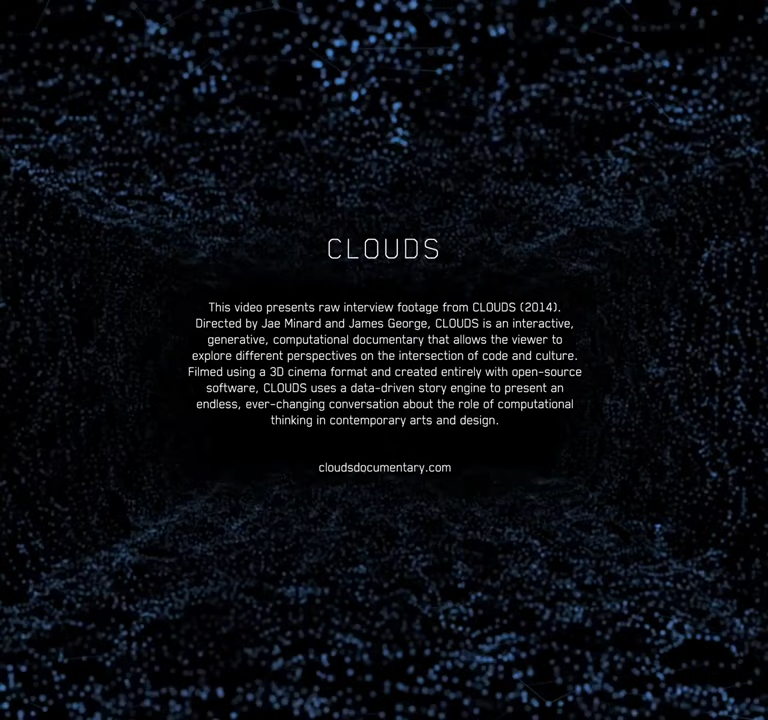 CLOUDS
This video presents raw interview footage from CLOUDS (2014).
Directed by Jae Minard and James George, CLOUDS is an interactive,
generative, computational documentary that allows the viewer to
explore different perspectives on the intersection of code and culture.
Filmed using a 3D cinema format and created entirely with open-source
software, CLOUDS uses a data-driven story engine to present an
endless, ever-changing conversation about the role of computational
thinking in contemporary arts and design.
cloudsdocumentary.com